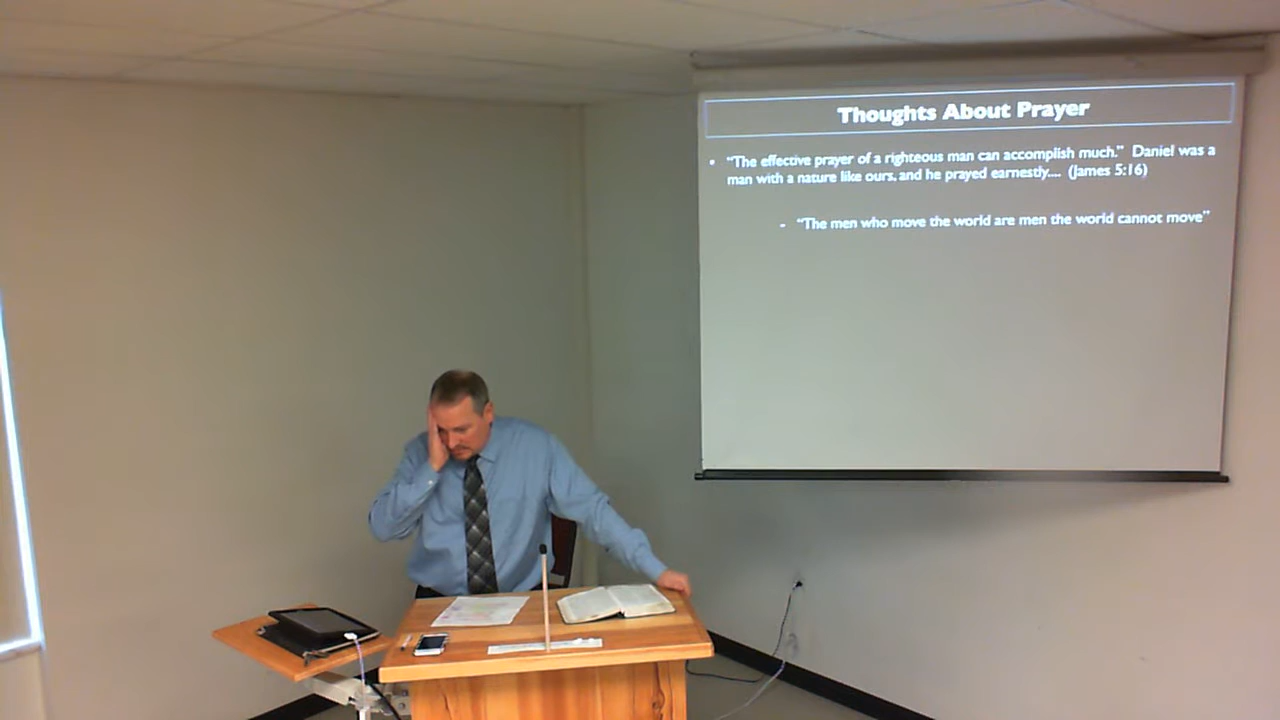 Thoughts About Prayer
• "The effective prayer of a righteous man can accomplish much." Daniel was a
man with a nature like ours, and he prayed earnestly.... (James 5:16)
- "The men who move the world are men the world cannot move"